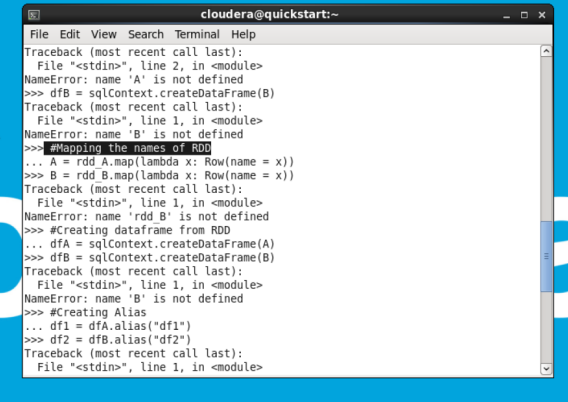 cloudera@quickstart:~
File Edit View Search Terminal Help
Traceback (most recent call last):
  File "<stdin>", line 2, in <module>
NameError: name 'A' is not defined
>>> dfB = sqlContext.createDataFrame(B)
Traceback (most recent call last):
  File "<stdin>", line 1, in <module>
NameError: name 'B' is not defined
>>> #Mapping the names of RDD
... A = rdd_A.map(lambda x: Row(name = x))
>>> B = rdd_B.map(lambda x: Row(name = x))
Traceback (most recent call last):
  File "<stdin>", line 1, in <module>
NameError: name 'rdd_B' is not defined
>>> #Creating dataframe from RDD
... dfA = sqlContext.createDataFrame(A)
>>> dfB = sqlContext.createDataFrame(B)
Traceback (most recent call last):
  File "<stdin>", line 1, in <module>
NameError: name 'B' is not defined
>>> #Creating Alias
... df1 = dfA.alias("df1")
>>> df2 = dfB.alias("df2")
Traceback (most recent call last):
  File "<stdin>", line 1, in <module>